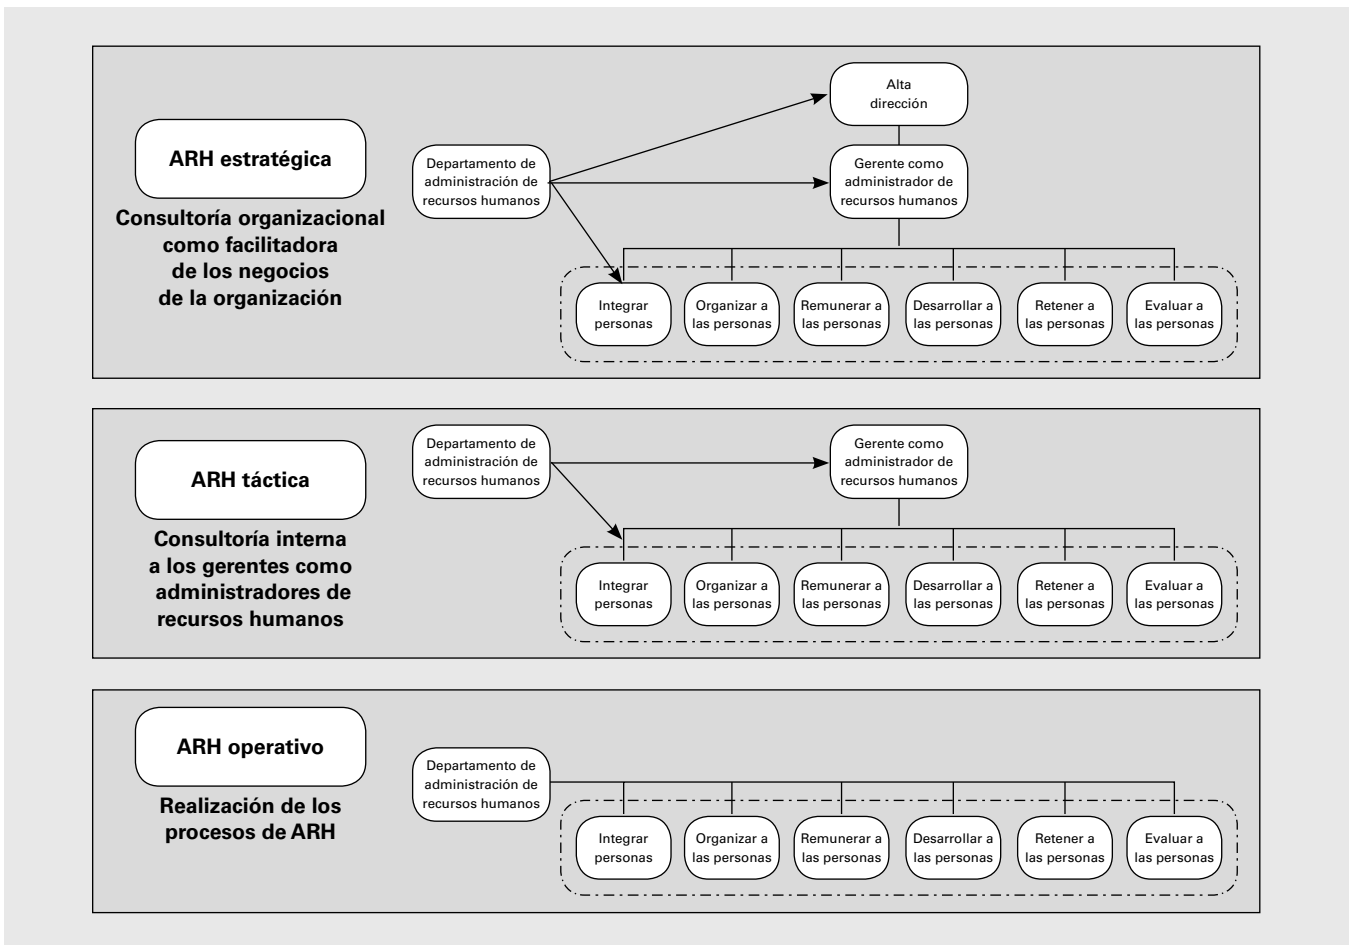 ARH estratégica
Consultoría organizacional
como facilitadora
de los negocios
de la organización
Departamento de
administración de
recursos humanos
Alta
dirección
Gerente como
administrador de
recursos humanos
Integrar
personas
Organizar a
las personas
Remunerar a
las personas
Desarrollar a
las personas
Retener a
las personas
Evaluar a
las personas
ARH táctica
Consultoría interna
a los gerentes como
administradores de
recursos humanos
Departamento de
administración de
recursos humanos
Gerente como
administrador de
recursos humanos
Integrar
personas
Organizar a
las personas
Remunerar a
las personas
Desarrollar a
las personas
Retener a
las personas
Evaluar a
las personas
ARH operativo
Realización de los
procesos de ARH
Departamento de
administración de
recursos humanos
Integrar
personas
Organizar a
las personas
Remunerar a
las personas
Desarrollar a
las personas
Retener a
las personas
Evaluar a
las personas